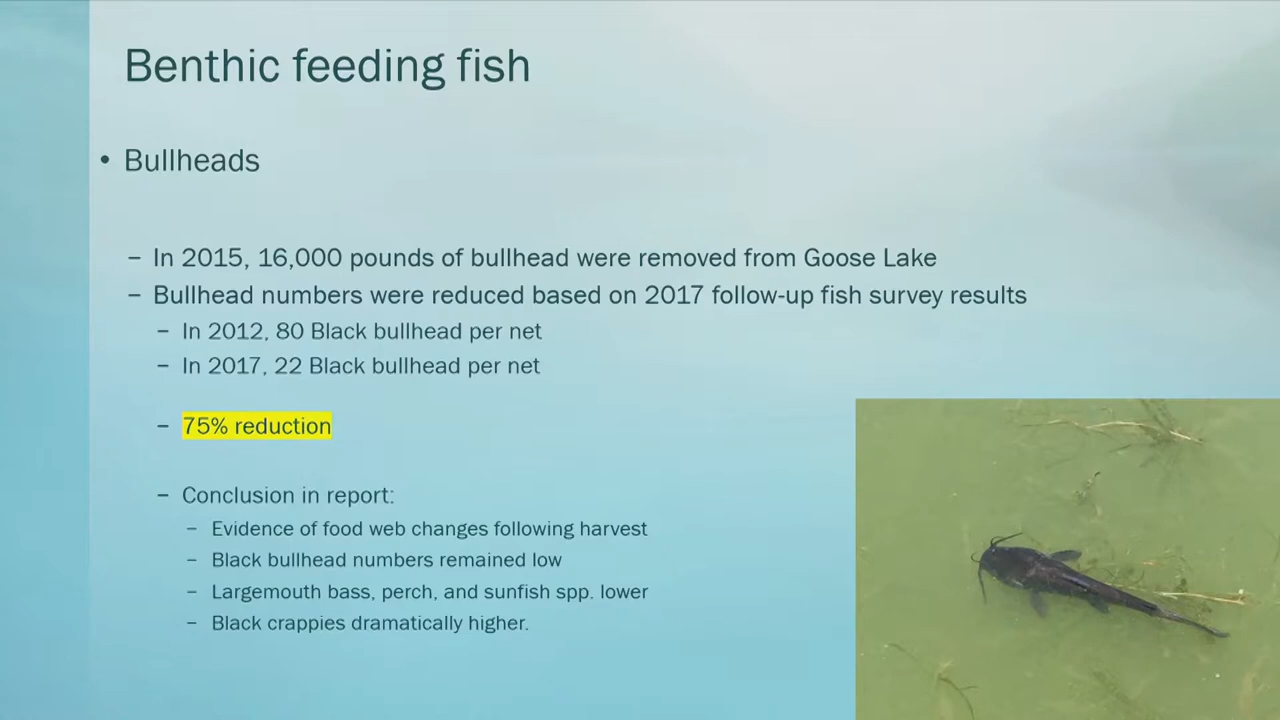 Benthic feeding fish
• Bullheads
– In 2015, 16,000 pounds of bullhead were removed from Goose Lake
– Bullhead numbers were reduced based on 2017 follow-up fish survey results
– In 2012, 80 Black bullhead per net
– In 2017, 22 Black bullhead per net
– 75% reduction
– Conclusion in report:
– Evidence of food web changes following harvest
– Black bullhead numbers remained low
– Largemouth bass, perch, and sunfish spp. lower
– Black crappies dramatically higher.